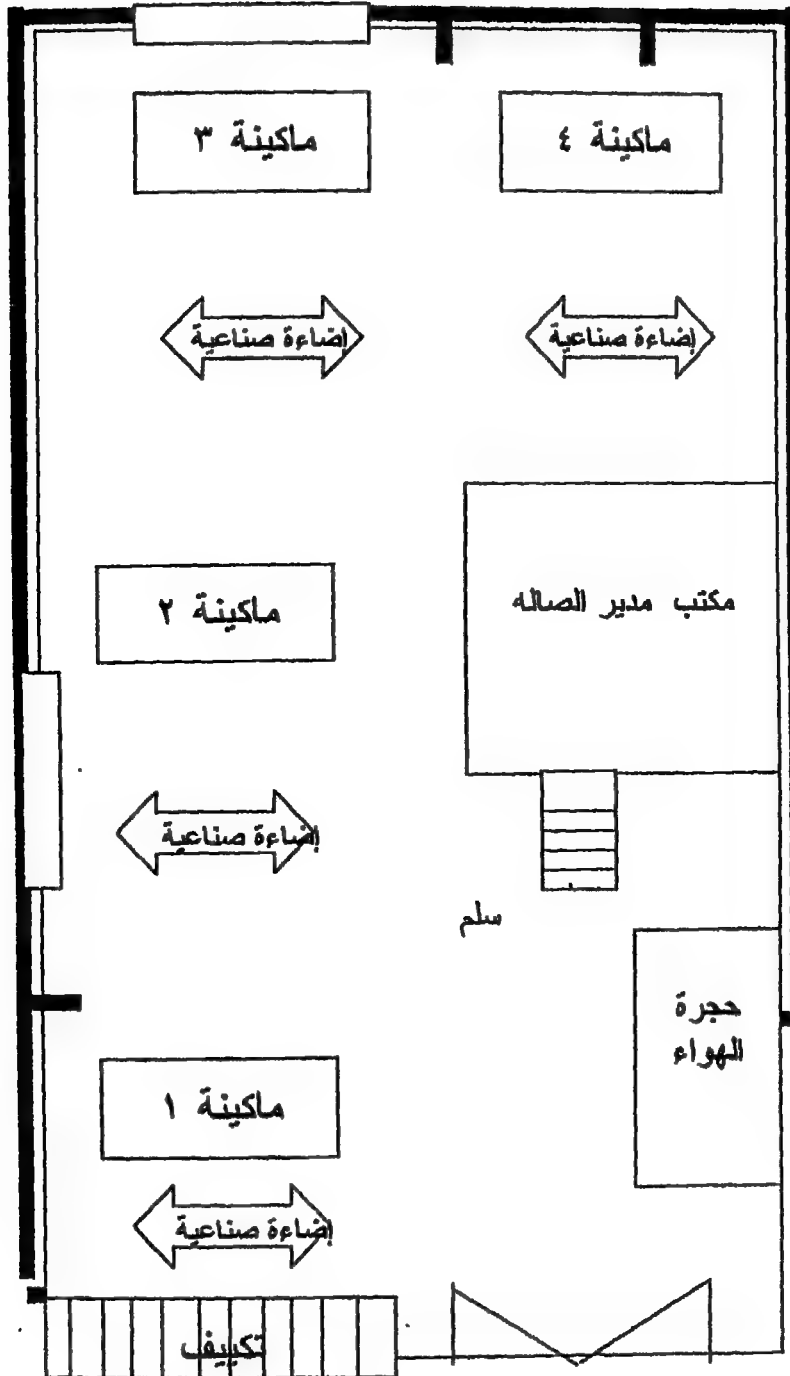 ماكينة ٤
ماكينة ٣
إضاءة صناعية
إضاءة صناعية
مكتب مدير الصاله
ماكينة ٢
إضاءة صناعية
سلم
حجرة
الهواء
ماكينة ١
إضاءة صناعية
تكييف